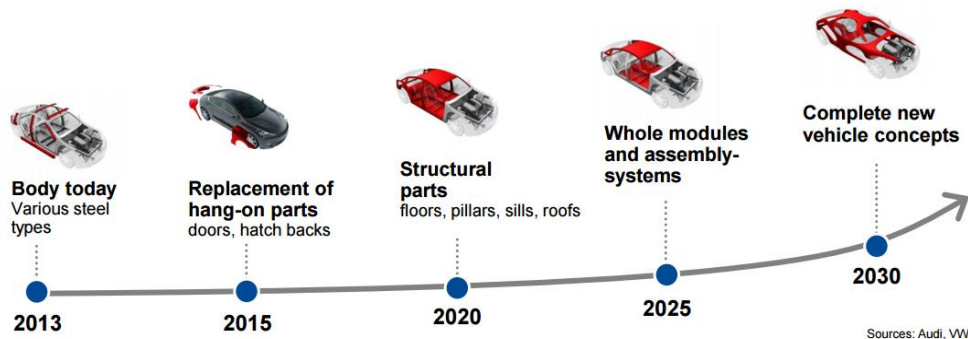 Body today
Various steel
types
Replacement of
hang-on parts
doors, hatch backs
Structural
parts
floors, pillars, sills, roofs
Whole modules
and assembly-
systems
Complete new
vehicle concepts
2013
2015
2020
2025
2030
Sources: Audi, VW